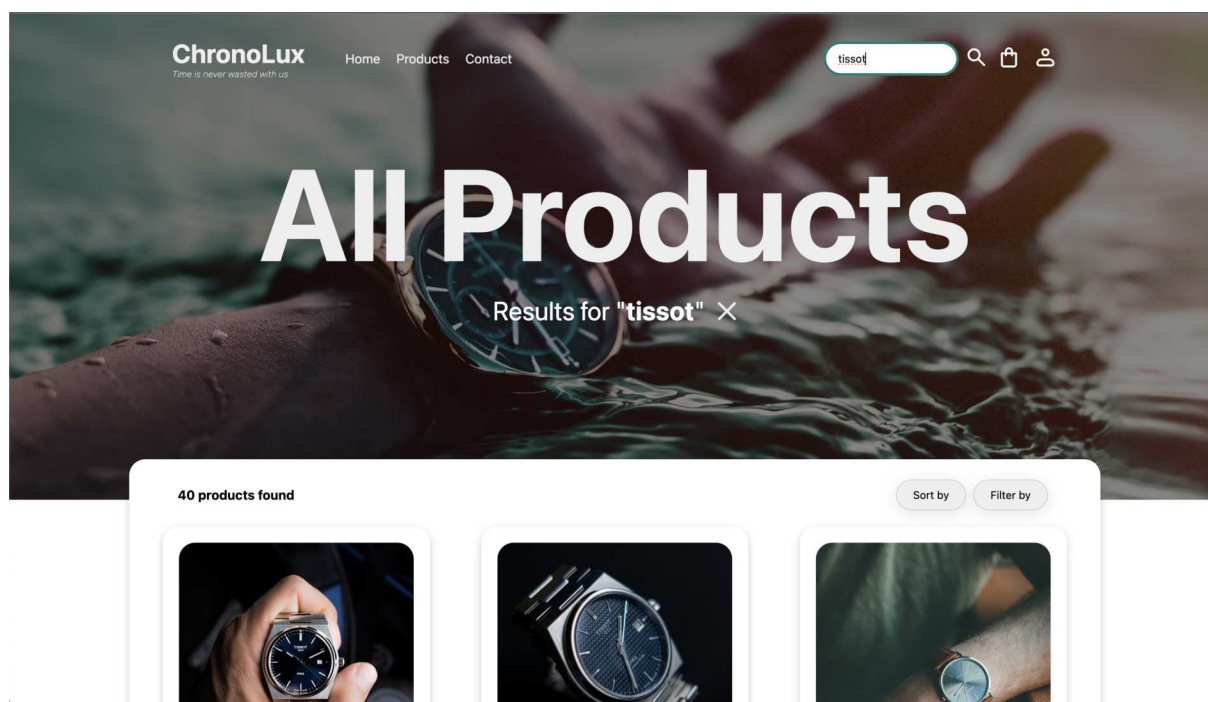 ChronoLux
Time is never wasted with us
Home Products Contact
tissot
All Products
Results for "tissot"
40 products found
Sort by
Filter by
TISSOT